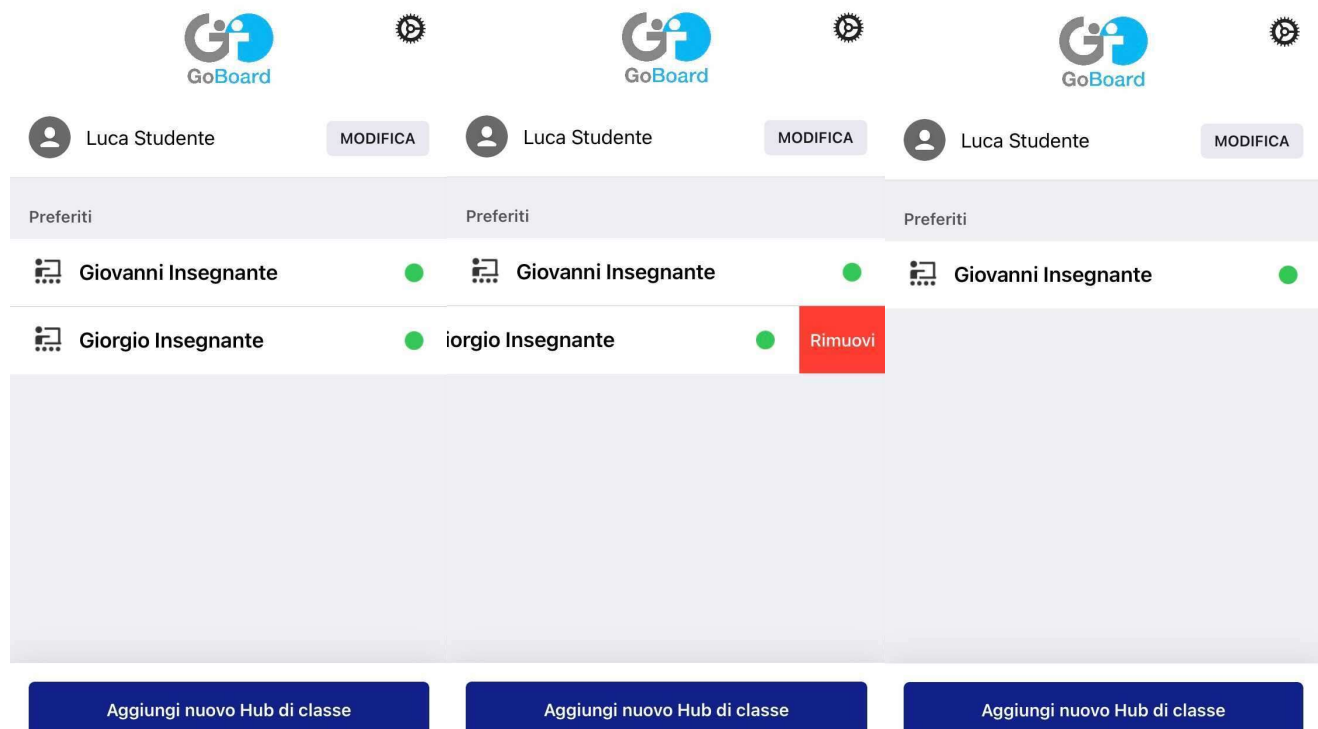 GoBoard
Luca Studente
MODIFICA
Preferiti
Giovanni Insegnante
Giorgio Insegnante
Aggiungi nuovo Hub di classe
GoBoard
Luca Studente
MODIFICA
Preferiti
Giovanni Insegnante
iorgio Insegnante
Rimuovi
Aggiungi nuovo Hub di classe
GoBoard
Luca Studente
MODIFICA
Preferiti
Giovanni Insegnante
Aggiungi nuovo Hub di classe